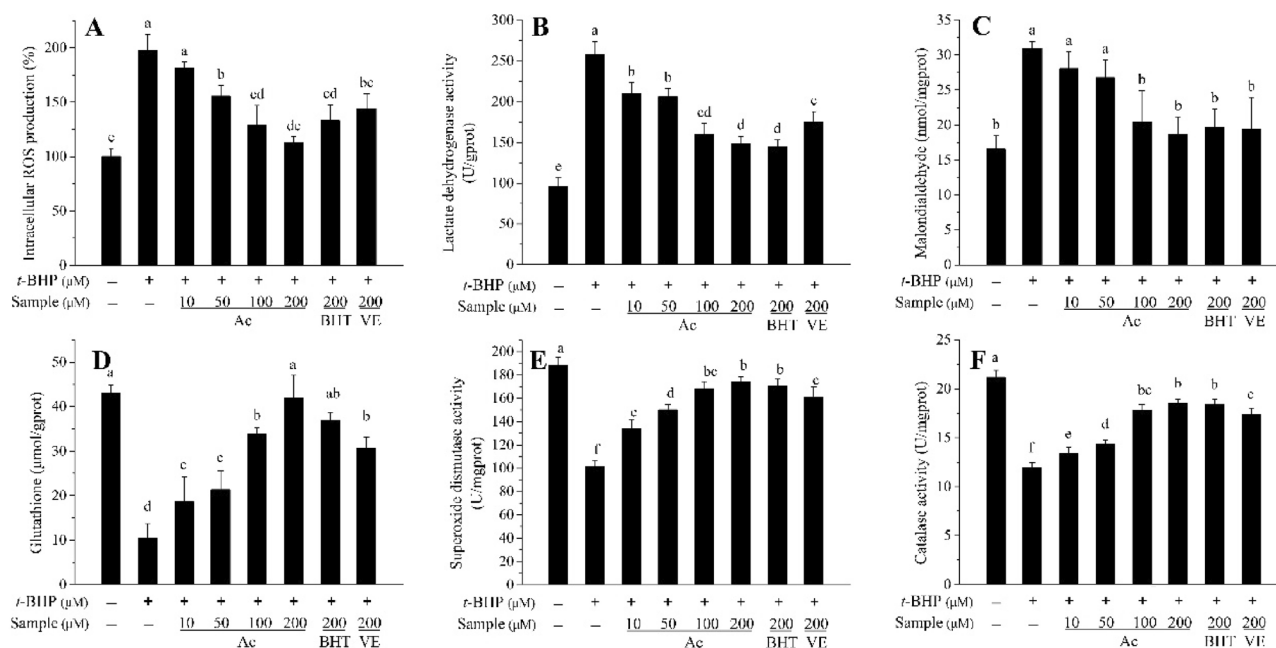 A
Intracellular ROS production (%)
200
150
100
50
0
e a a b cd de cd bc
t-BHP (μM) – + + + + + + +
Sample (μM) – – 10 50 100 200 200 200
Ac BHT VE
B
Lactate dehydrogenase activity
(U/gprot)
300
250
200
150
100
50
0
e a b b cd d d c
t-BHP (μM) – + + + + + + +
Sample (μM) – – 10 50 100 200 200 200
Ac BHT VE
C
Malondialdehyde (nmol/mgprot)
35
30
25
20
15
10
5
0
b a a a b b b b
t-BHP (μM) – + + + + + + +
Sample (μM) – – 10 50 100 200 200 200
Ac BHT VE
D
Glutathione (μmol/gprot)
50
40
30
20
10
0
a d c c b a ab b
t-BHP (μM) – + + + + + + +
Sample (μM) – – 10 50 100 200 200 200
Ac BHT VE
E
Superoxide dismutase activity
(U/mgprot)
200
180
160
140
120
100
80
60
40
20
0
a f e d bc b b c
t-BHP (μM) – + + + + + + +
Sample (μM) – – 10 50 100 200 200 200
Ac BHT VE
F
Catalase activity (U/mgprot)
25
20
15
10
5
0
a f e d bc b b c
t-BHP (μM) – + + + + + + +
Sample (μM) – – 10 50 100 200 200 200
Ac BHT VE